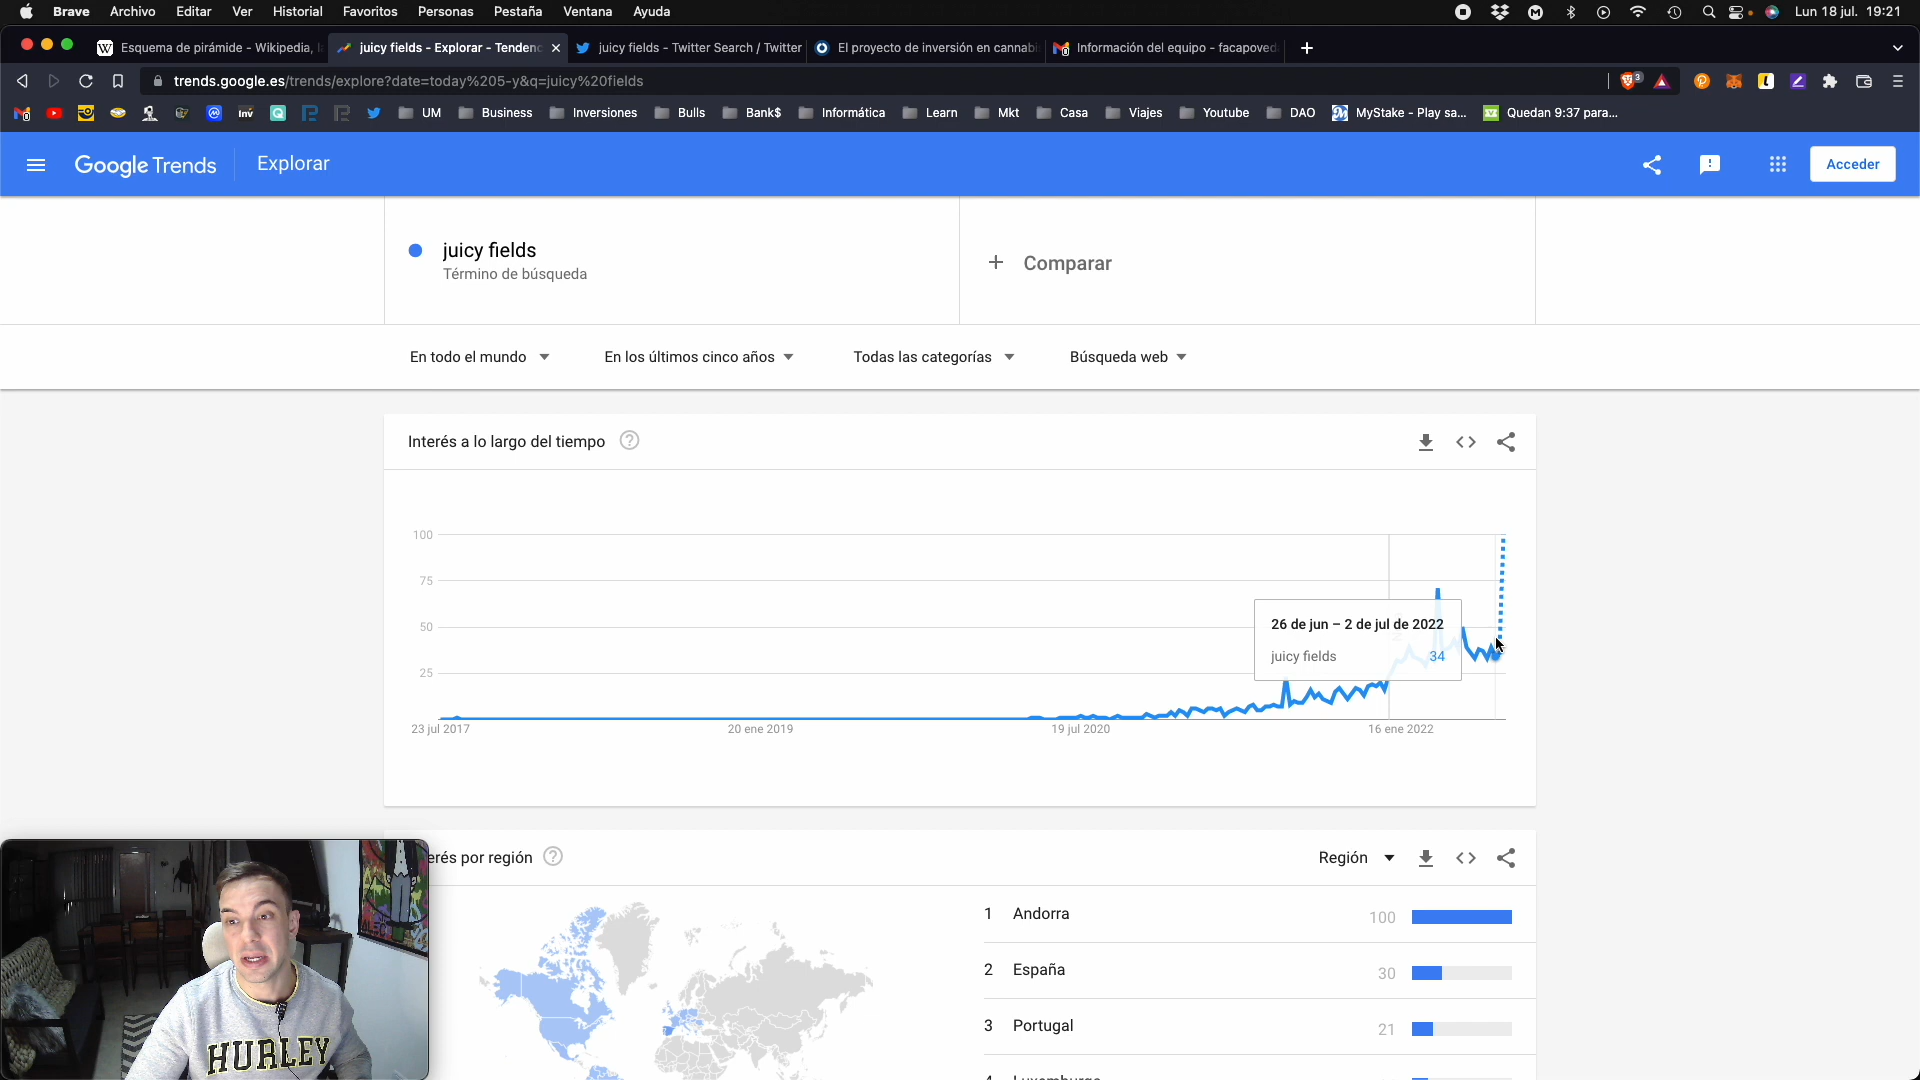 Brave Archivo Editar Ver Historial Favoritos Personas Pestaña Ventana Ayuda Lun 18 jul. 19:21
Esquema de pirámide - Wikipedia, l juicy fields - Explorar - Tendenc juicy fields - Twitter Search / Twitter El proyecto de inversión en cannabi Información del equipo - facapoved
trends.google.es/trends/explore?date=today%205-y&q=juicy%20fields 3
inv UM Business Inversiones Bulls Bank$ Informática Learn Mkt Casa Viajes Youtube DAO MyStake - Play sa... Quedan 9:37 para...
Google Trends Explorar Acceder
juicy fields
Término de búsqueda
+ Comparar
En todo el mundo En los últimos cinco años Todas las categorías Búsqueda web
Interés a lo largo del tiempo
100
75
50
25
26 de jun – 2 de jul de 2022
juicy fields 34
23 jul 2017 20 ene 2019 19 jul 2020 16 ene 2022
erés por región Región
1 Andorra 100
2 España 30
3 Portugal 21
HURLEY